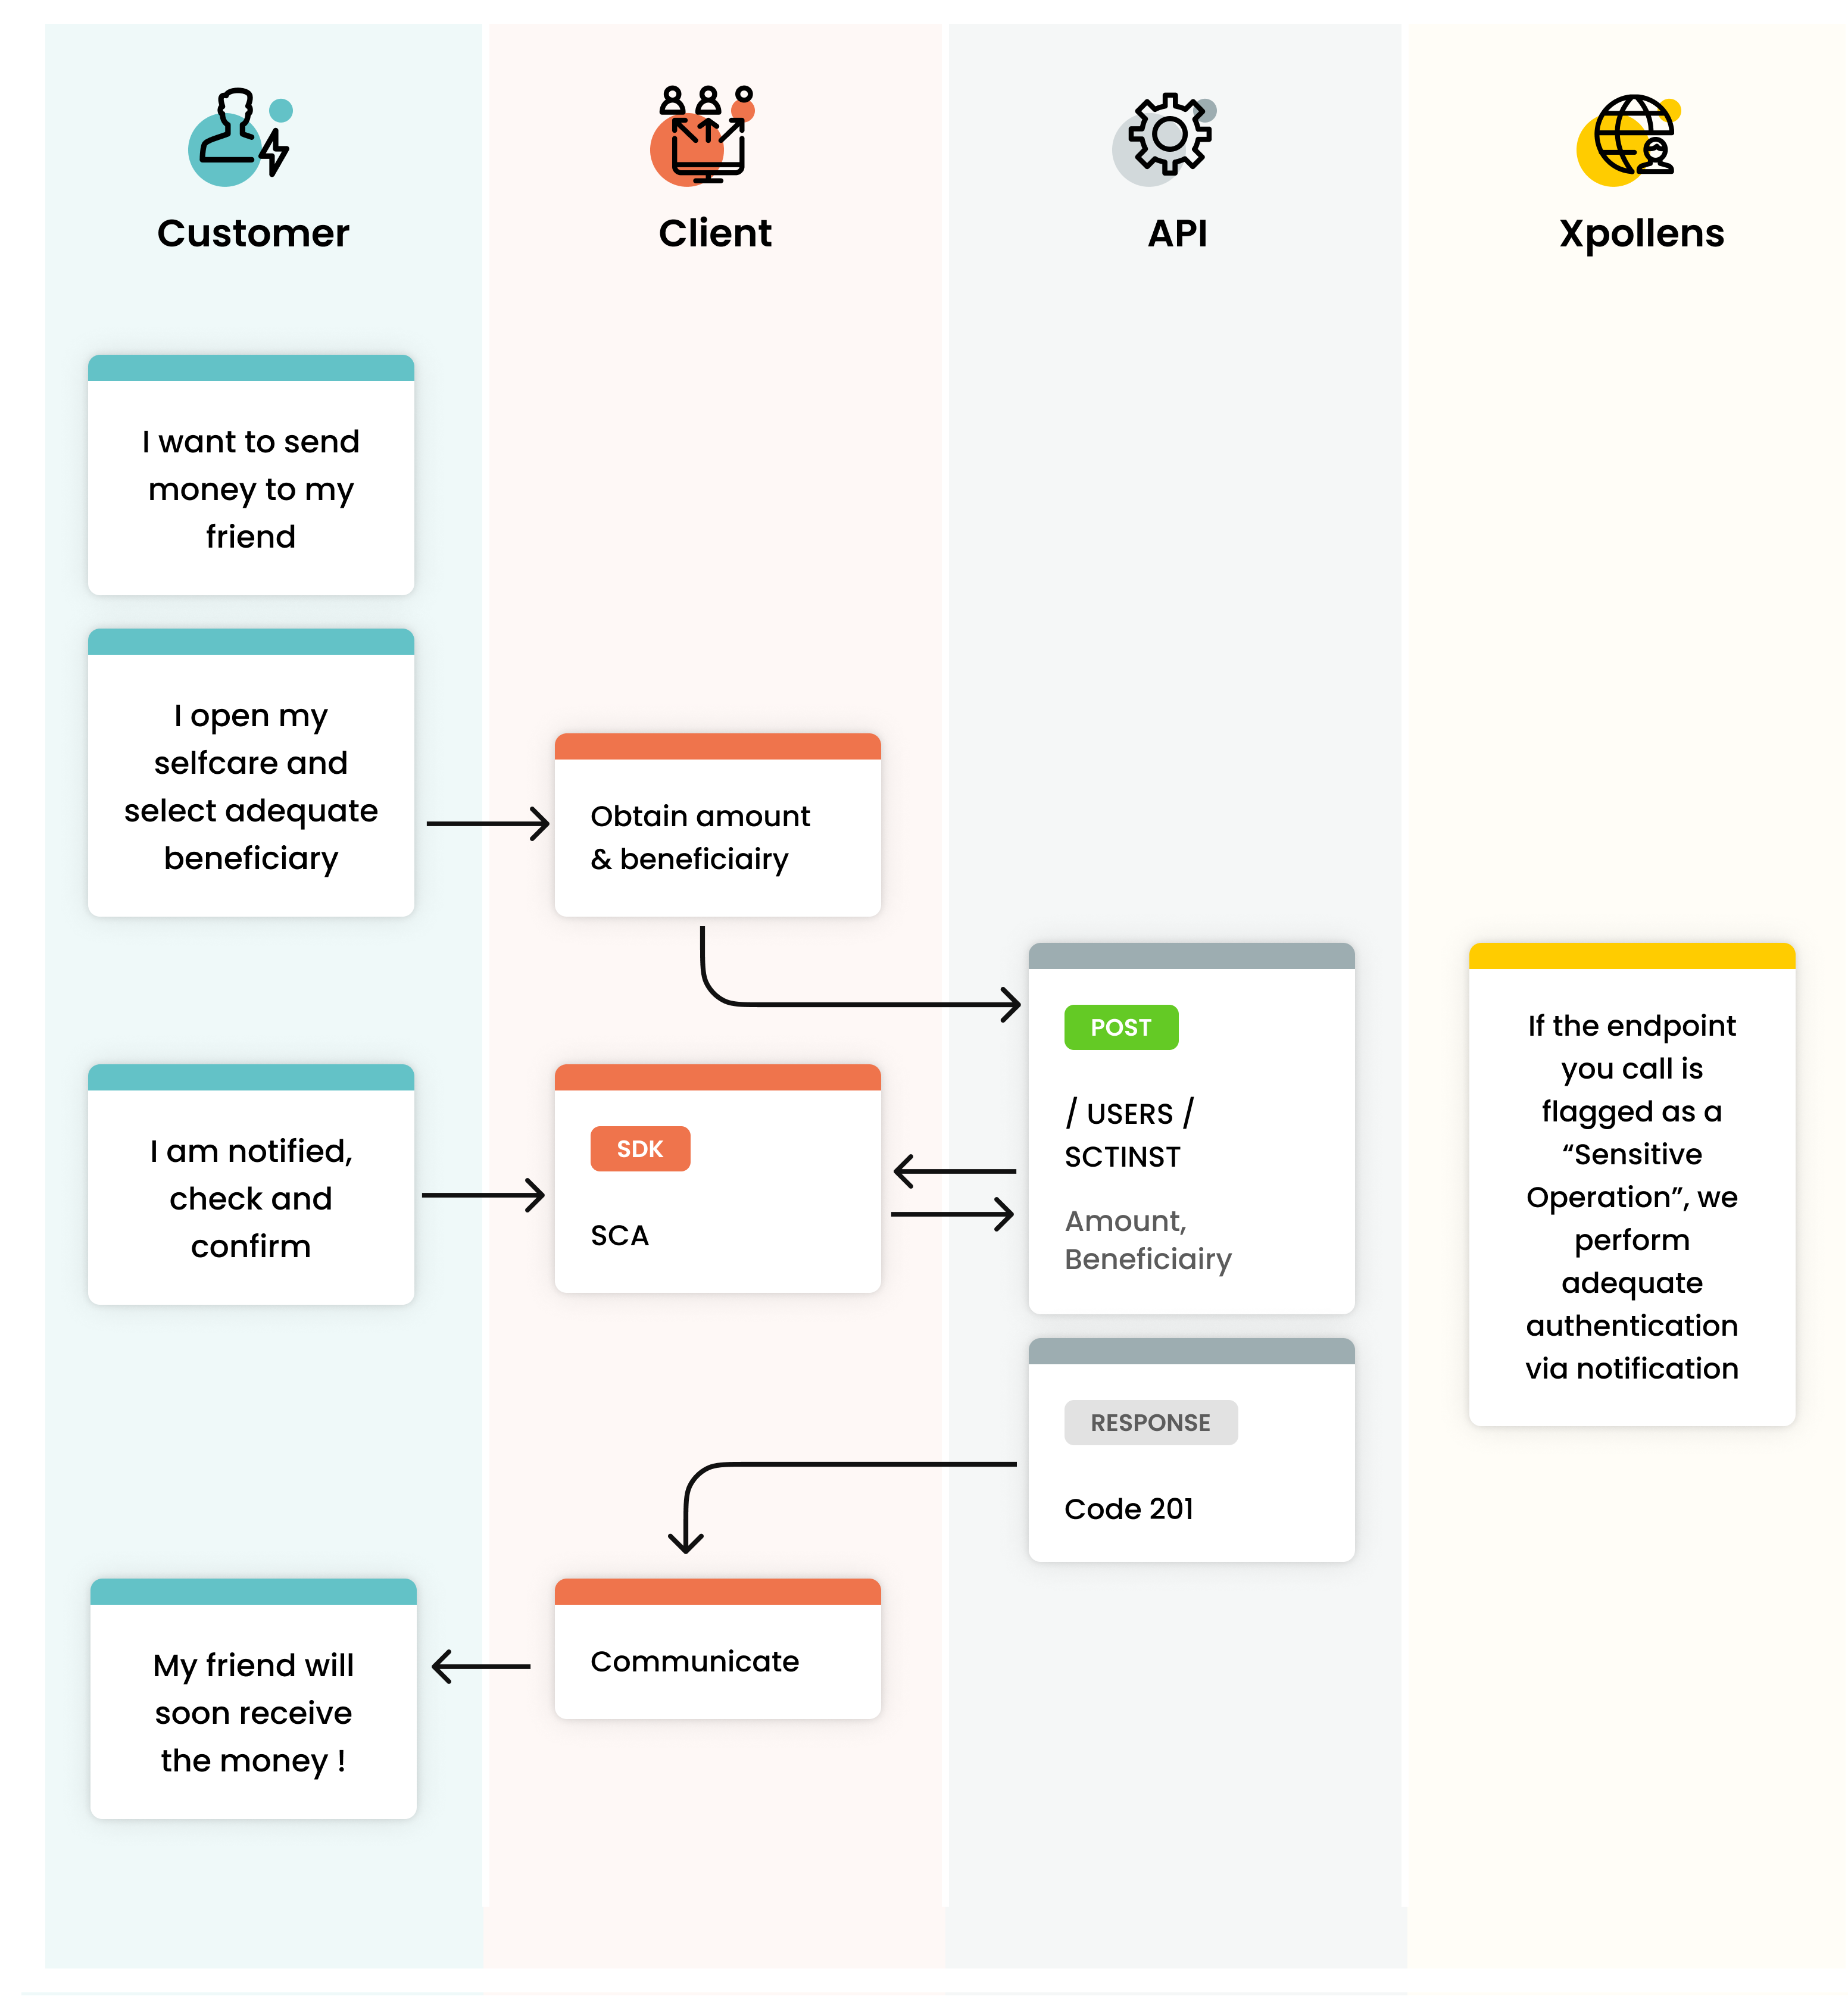 Customer
Client
API
Xpollens
I want to send
money to my
friend
I open my
selfcare and
select adequate
beneficiary
Obtain amount
& beneficiairy
POST
/ USERS /
SCTINST
Amount,
Beneficiairy
If the endpoint
you call is
flagged as a
“Sensitive
Operation”, we
perform
adequate
authentication
via notification
I am notified,
check and
confirm
SDK
SCA
RESPONSE
Code 201
Communicate
My friend will
soon receive
the money !